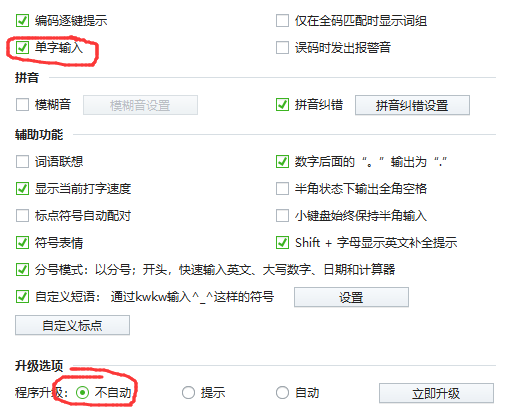 编码逐键提示 仅在全码匹配时显示词组
单字输入 误码时发出报警音
拼音
模糊音 模糊音设置 拼音纠错 拼音纠错设置
辅助功能
词语联想 数字后面的“。”输出为“.”
显示当前打字速度 半角状态下输出全角空格
标点符号自动配对 小键盘始终保持半角输入
符号表情 Shift + 字母显示英文补全提示
分号模式：以分号；开头，快速输入英文、大写数字、日期和计算器
自定义短语： 通过kwkw输入^_^这样的符号 设置
自定义标点
升级选项
程序升级： 不自动 提示 自动 立即升级